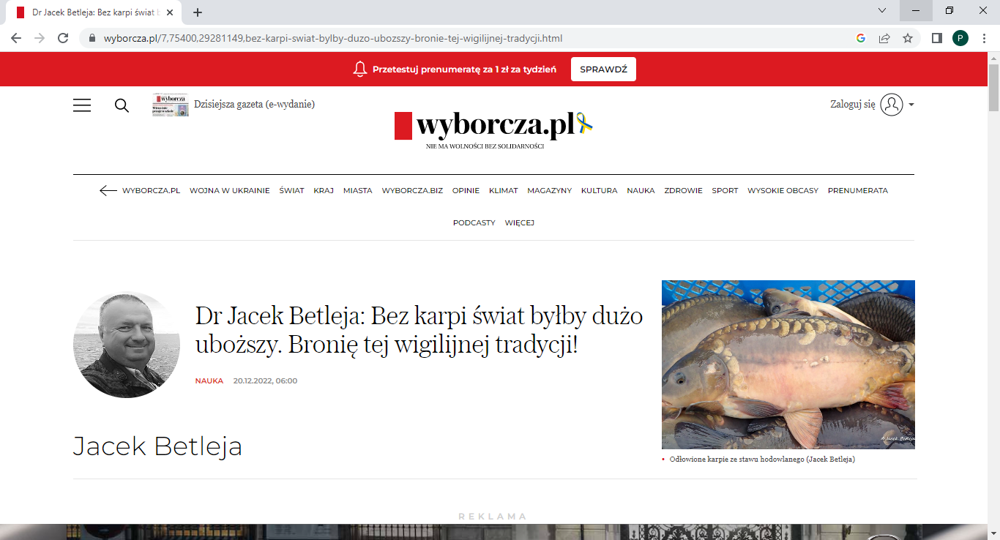 Dr Jacek Betleja: Bez karpi świat b
wyborcza.pl/7,75400,29281149,bez-karpi-swiat-bylby-duzo-ubozszy-bronie-tej-wigilijnej-tradycji.html
P
Przetestuj prenumeratę za 1 zł za tydzień
SPRAWDŹ
wyborcza
Dzisiejsza gazeta (e-wydanie)
Zaloguj się
wyborcza.pl
NIE MA WOLNOŚCI BEZ SOLIDARNOŚCI
WYBORCZA.PL WOJNA W UKRAINIE ŚWIAT KRAJ MIASTA WYBORCZA.BIZ OPINIE KLIMAT MAGAZYNY KULTURA NAUKA ZDROWIE SPORT WYSOKIE OBCASY PRENUMERATA
PODCASTY WIĘCEJ
Dr Jacek Betleja: Bez karpi świat byłby dużo
uboższy. Bronię tej wigilijnej tradycji!
NAUKA 20.12.2022, 06:00
Jacek Betleja
© Jacek Betleja
Odłowione karpie ze stawu hodowlanego (Jacek Betleja)
REKLAMA